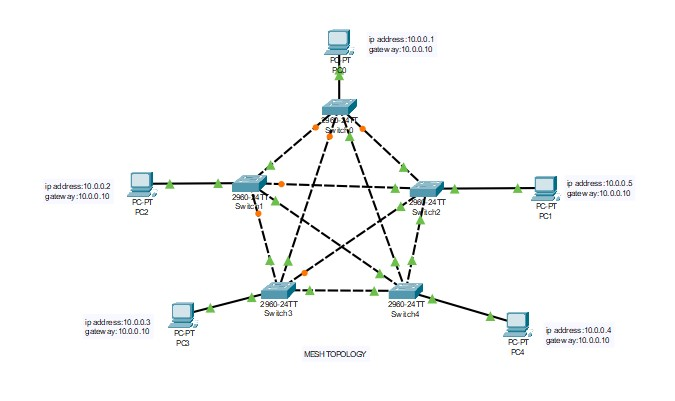 ip address:10.0.0.1
gateway:10.0.0.10
PC-PT
PC0
2960-24TT
Switch0
ip address:10.0.0.2
gateway:10.0.0.10
PC-PT
PC2
2960-24TT
Switch1
2960-24TT
Switch2
PC-PT
PC1
ip address:10.0.0.5
gateway:10.0.0.10
ip address:10.0.0.3
gateway:10.0.0.10
PC-PT
PC3
2960-24TT
Switch3
2960-24TT
Switch4
PC-PT
PC4
ip address:10.0.0.4
gateway:10.0.0.10
MESH TOPOLOGY